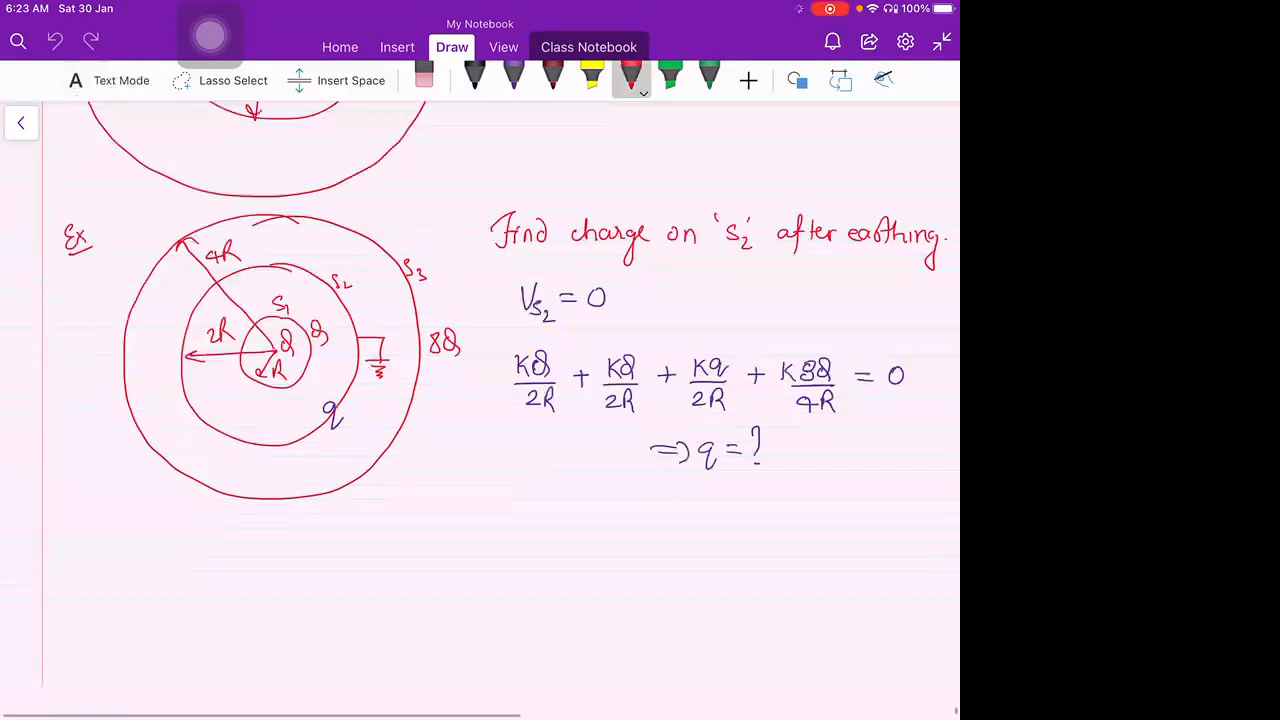 6:23 AM Sat 30 Jan
100%
My Notebook
Home Insert Draw View Class Notebook
A Text Mode Lasso Select Insert Space
Ex
4R
S3
S2
S1
2R
Q Q
R
8Q
q
Find charge on 'S2' after earthing.
V_{S2} = 0
KQ/2R + KQ/2R + Kq/2R + K8Q/4R = 0
⇒ q = ?